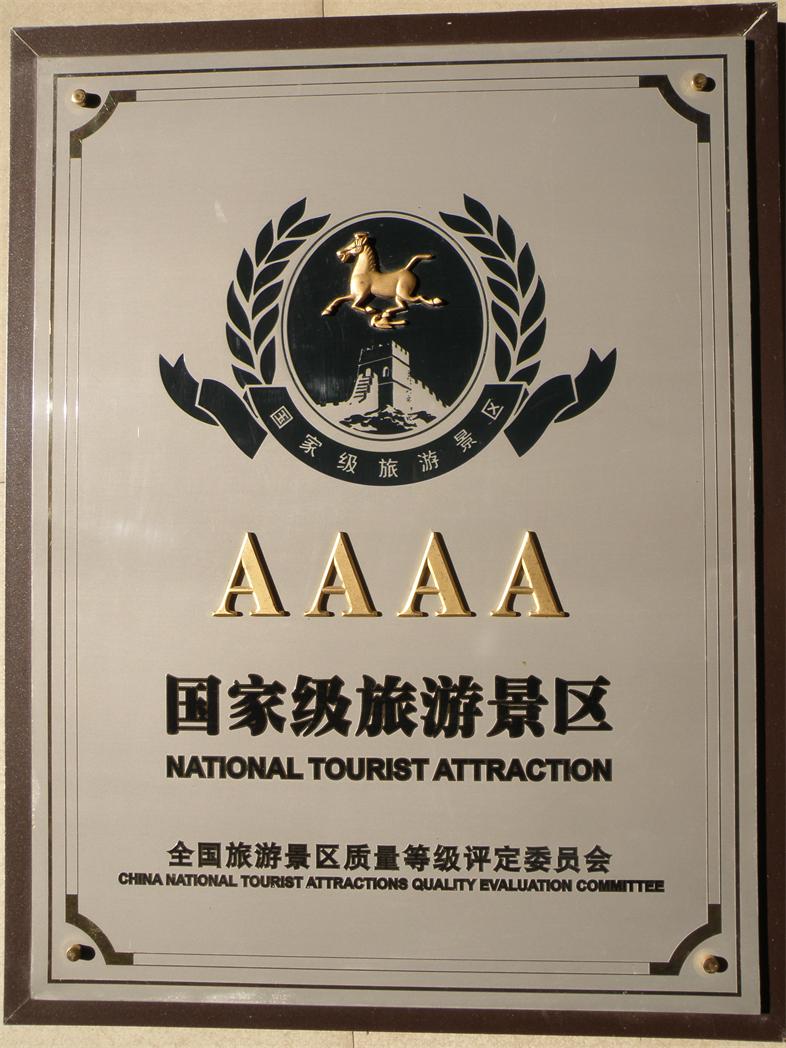 国家级旅游景区
AAAA
国家级旅游景区
NATIONAL TOURIST ATTRACTION
全国旅游景区质量等级评定委员会
CHINA NATIONAL TOURIST ATTRACTIONS QUALITY EVALUATION COMMITTEE